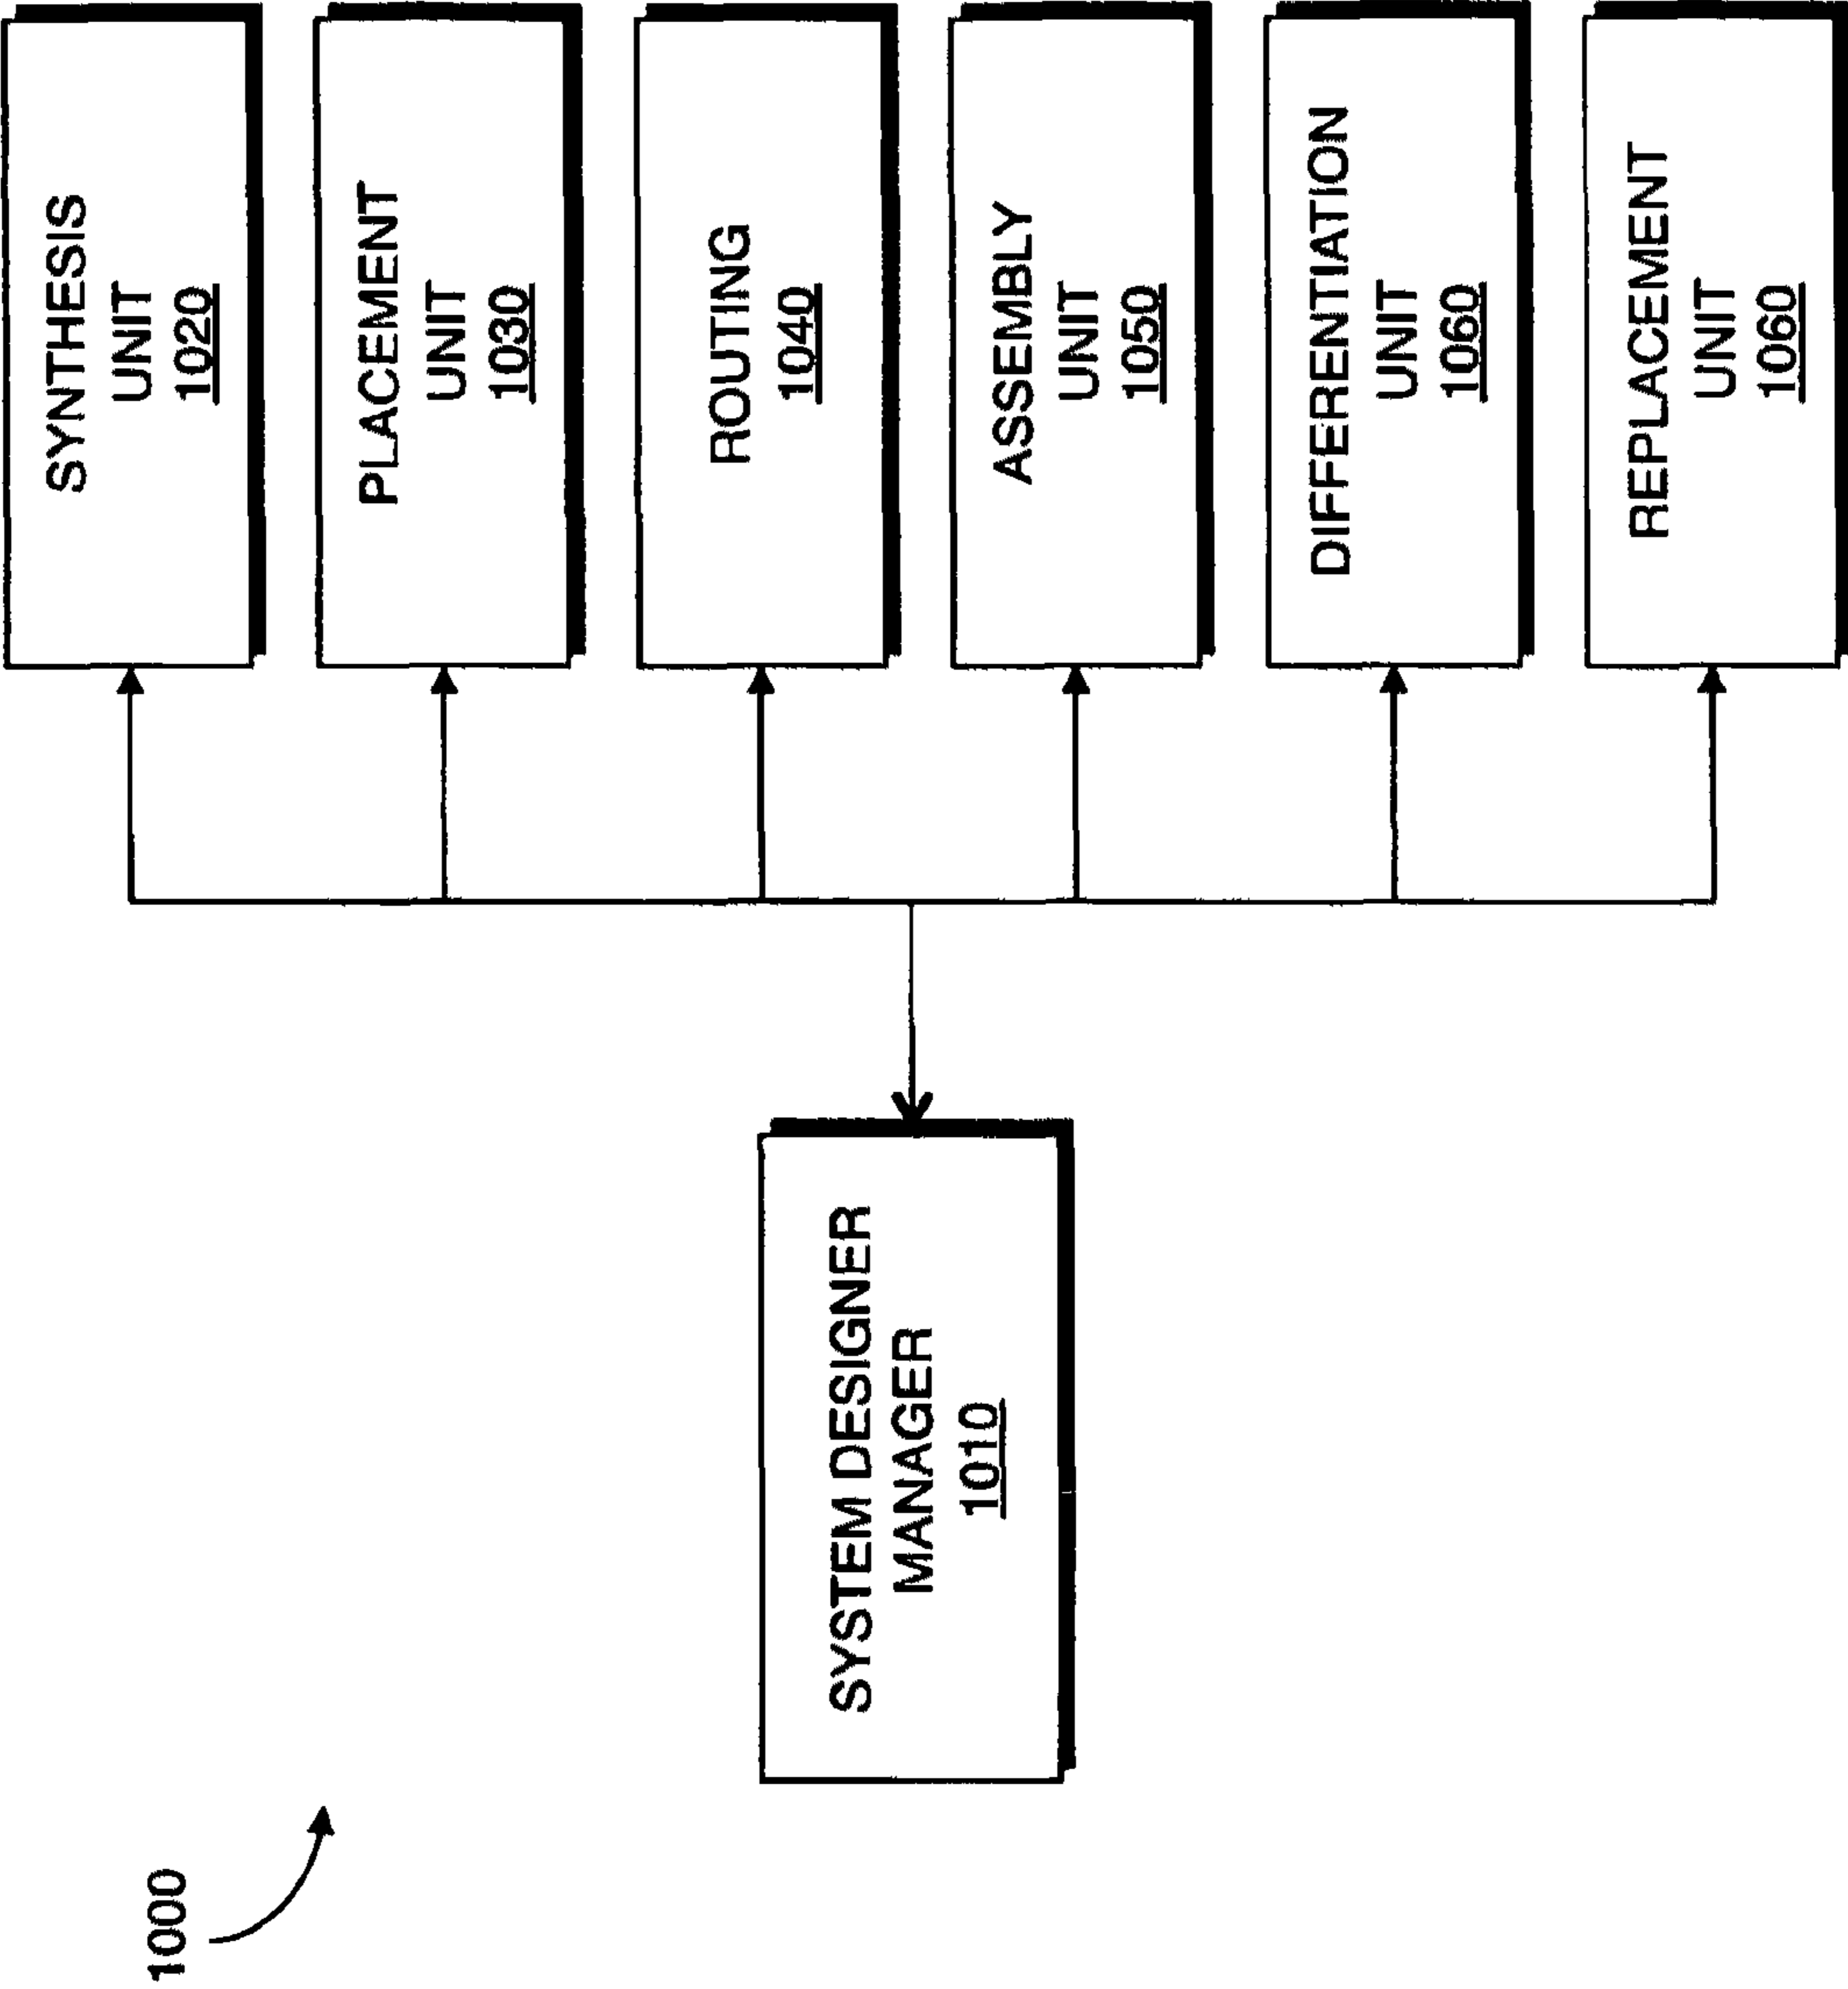 1000
SYSTEM DESIGNER
MANAGER
1010
SYNTHESIS
UNIT
1020
PLACEMENT
UNIT
1030
ROUTING
1040
ASSEMBLY
UNIT
1050
DIFFERENTIATION
UNIT
1060
REPLACEMENT
UNIT
1060